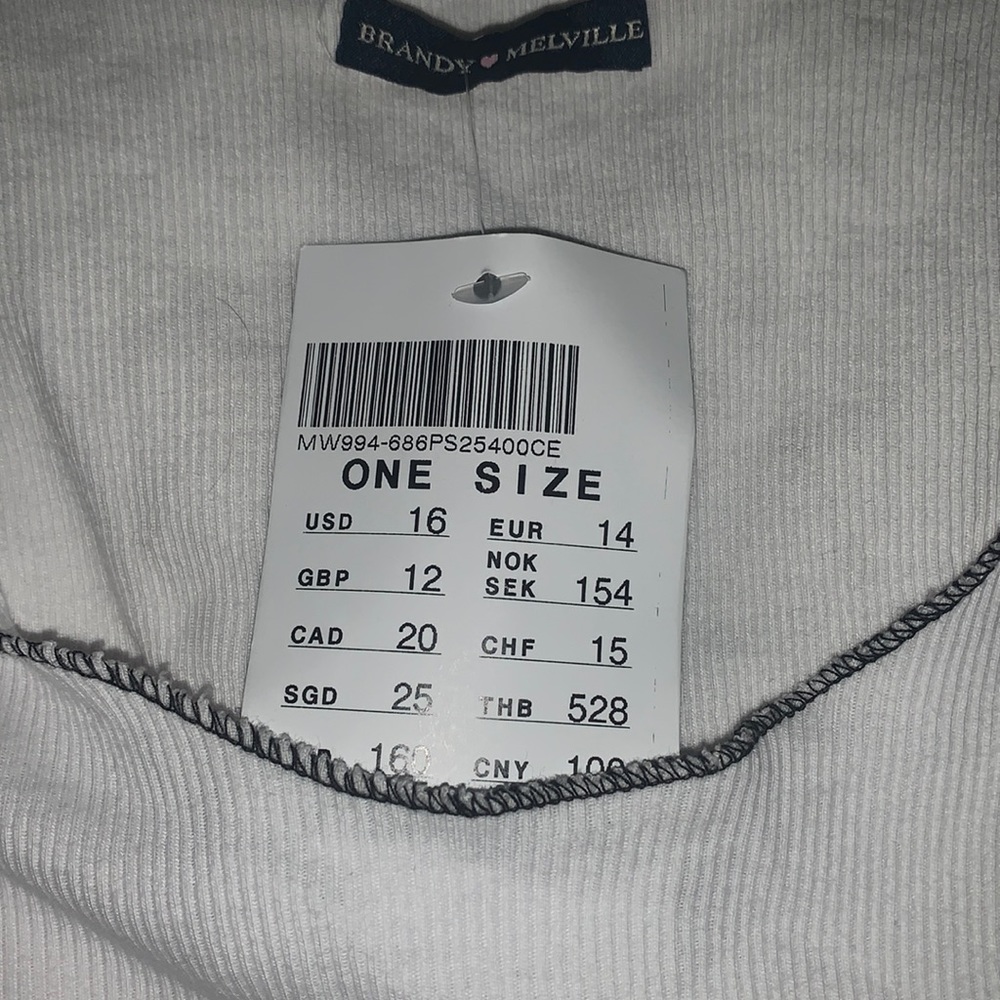 BRANDY MELVILLE
MW994-686PS25400CE
ONE SIZE
USD 16 EUR 14
GBP 12 NOK SEK 154
CAD 20 CHF 15
SGD 25 THB 528
160 CNY